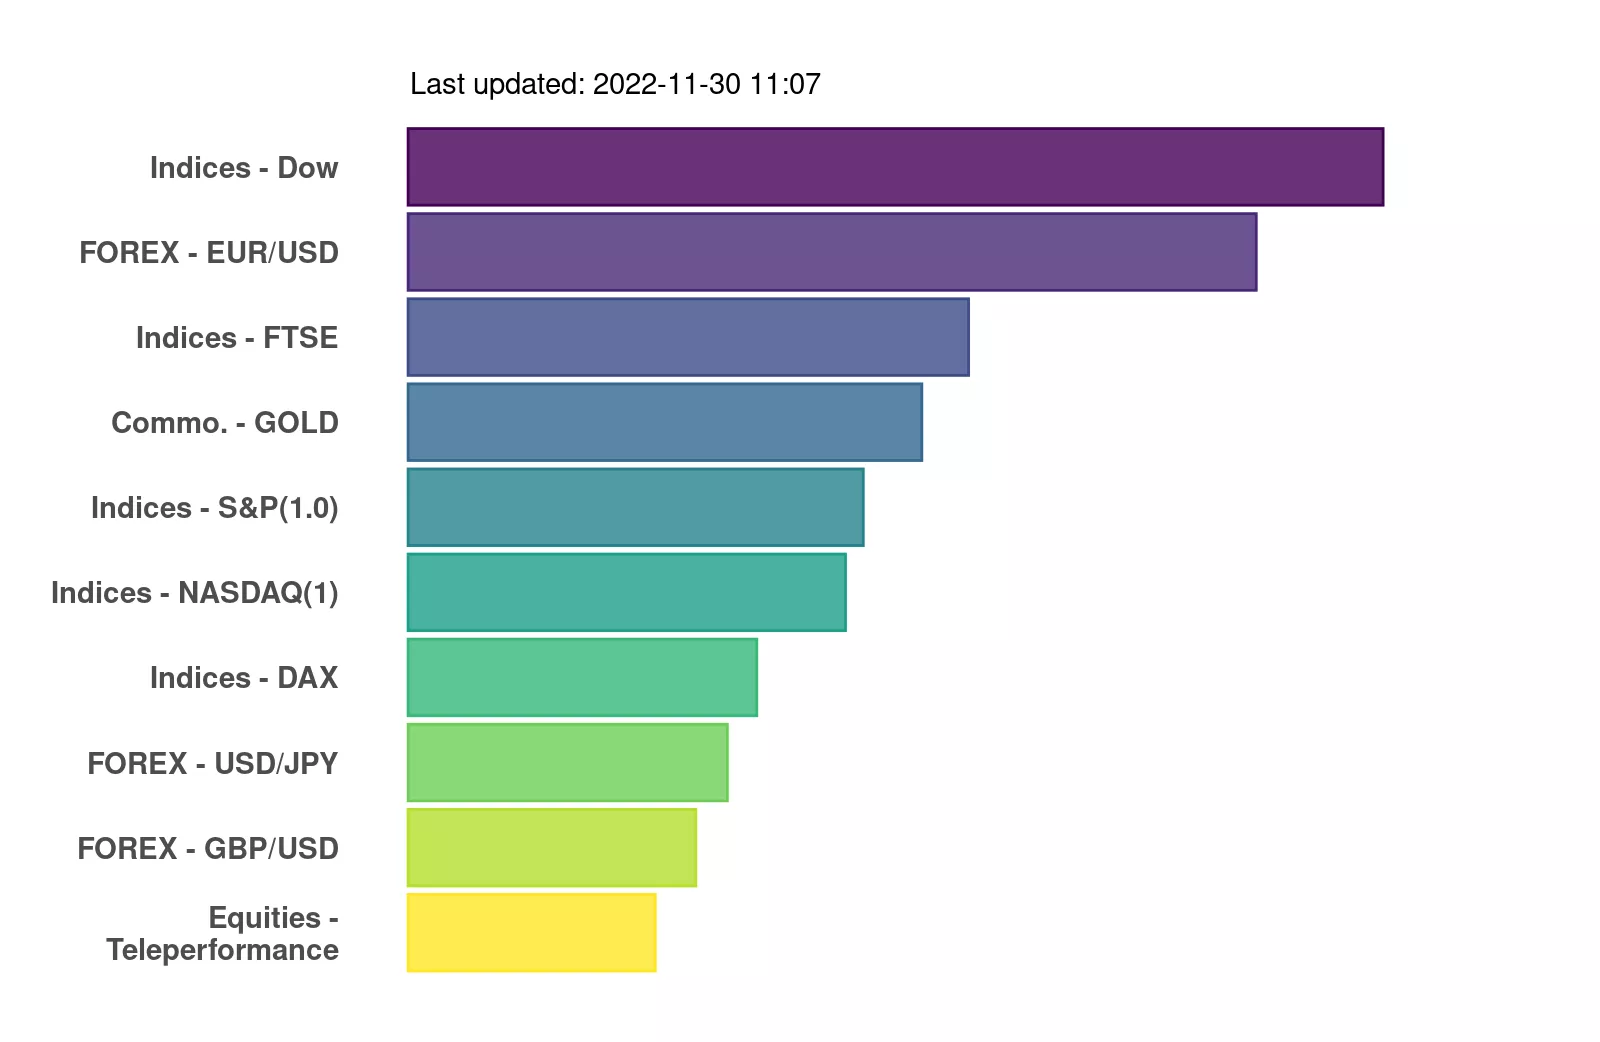 Last updated: 2022-11-30 11:07
Indices - Dow
FOREX - EUR/USD
Indices - FTSE
Commo. - GOLD
Indices - S&P(1.0)
Indices - NASDAQ(1)
Indices - DAX
FOREX - USD/JPY
FOREX - GBP/USD
Equities -
Teleperformance